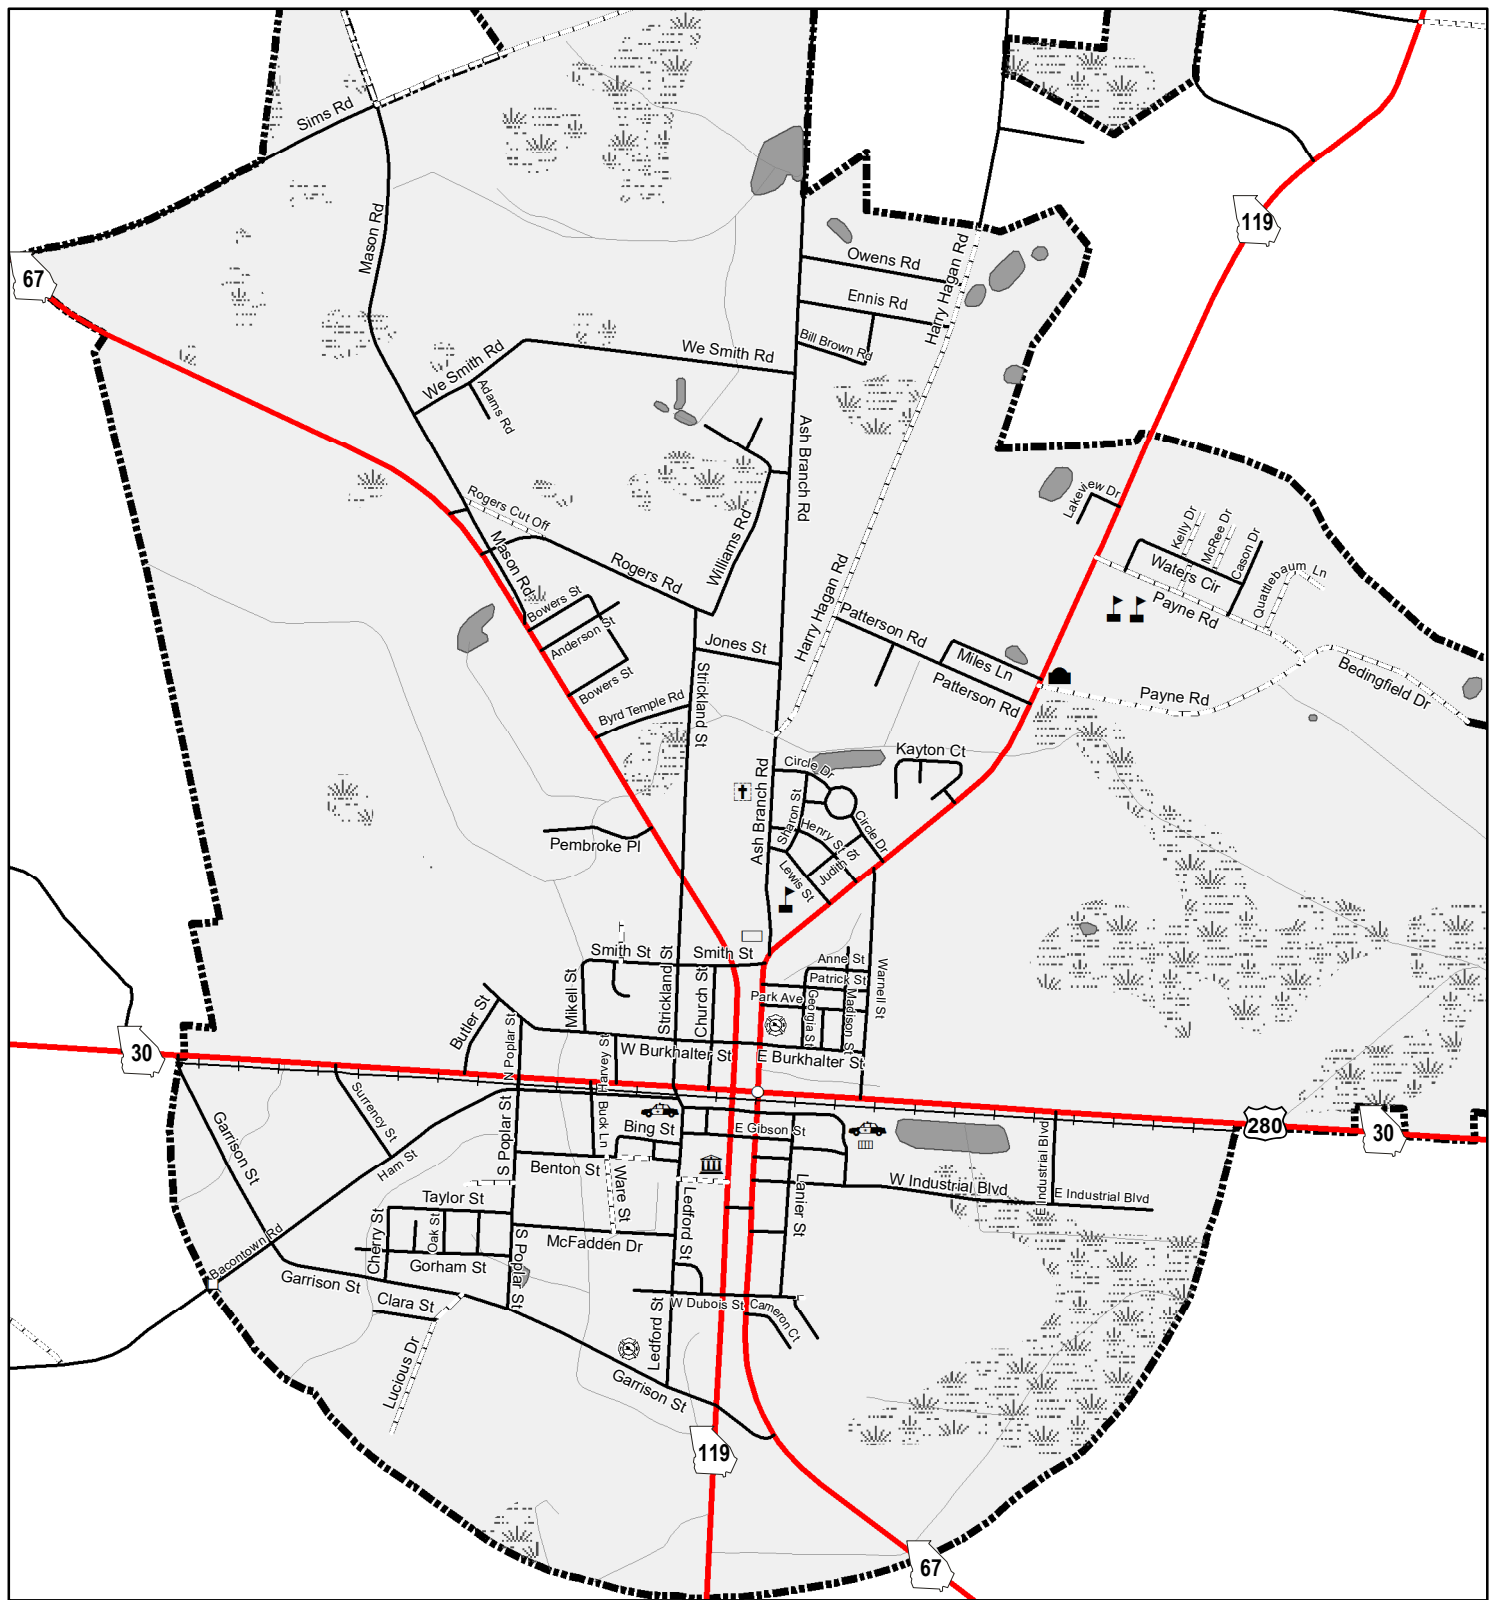 Sims Rd
Mason Rd
67
119
Owens Rd
Ennis Rd
Harry Hagan Rd
Bill Brown Rd
We Smith Rd
We Smith Rd
Adams Rd
Ash Branch Rd
Rogers Cut Off
Mason Rd
Rogers Rd
Williams Rd
Lakeview Dr
Kelly Dr
McRee Dr
Cason Dr
Waters Cir
Quattlebaum Ln
Payne Rd
Bowers St
Anderson St
Bowers St
Byrd Temple Rd
Jones St
Strickland St
Harry Hagan Rd
Patterson Rd
Miles Ln
Patterson Rd
Payne Rd
Bedingfield Dr
Kayton Ct
Circle Dr
Ash Branch Rd
Sharon St
Henry St
Circle Dr
Judith St
Lewis St
Pembroke Pl
Smith St
Smith St
Strickland St
Church St
Mikell St
Butler St
Anne St
Patrick St
Park Ave
Georgia St
Madison St
Warnell St
N Poplar St
Harvey St
W Burkhalter St
E Burkhalter St
30
Surrency St
Garrison St
Ham St
S Poplar St
Buck Ln
Bing St
E Gibson St
Benton St
Ware St
280
30
E Industrial Blvd
W Industrial Blvd
E Industrial Blvd
Taylor St
Cherry St
Oak St
Gorham St
Bacontown Rd
S Poplar St
McFadden Dr
Ledford St
Lanier St
Garrison St
Clara St
Lucious Dr
W Dubois St
Cameron Ct
Ledford St
Garrison St
119
67